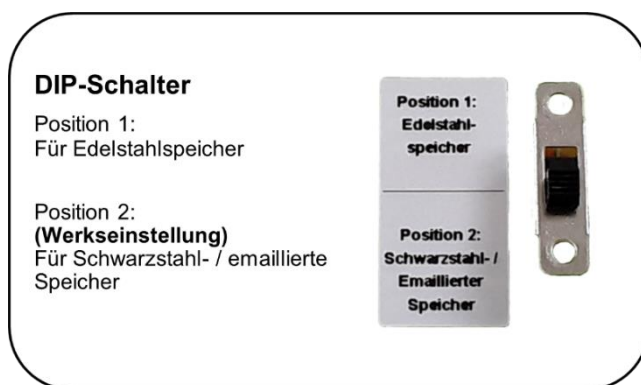 DIP-Schalter
Position 1:
Für Edelstahlspeicher
Position 2:
(Werkseinstellung)
Für Schwarzstahl- / emaillierte
Speicher
Position 1:
Edelstahl-
speicher
Position 2:
Schwarzstahl- /
Emaillierter
Speicher